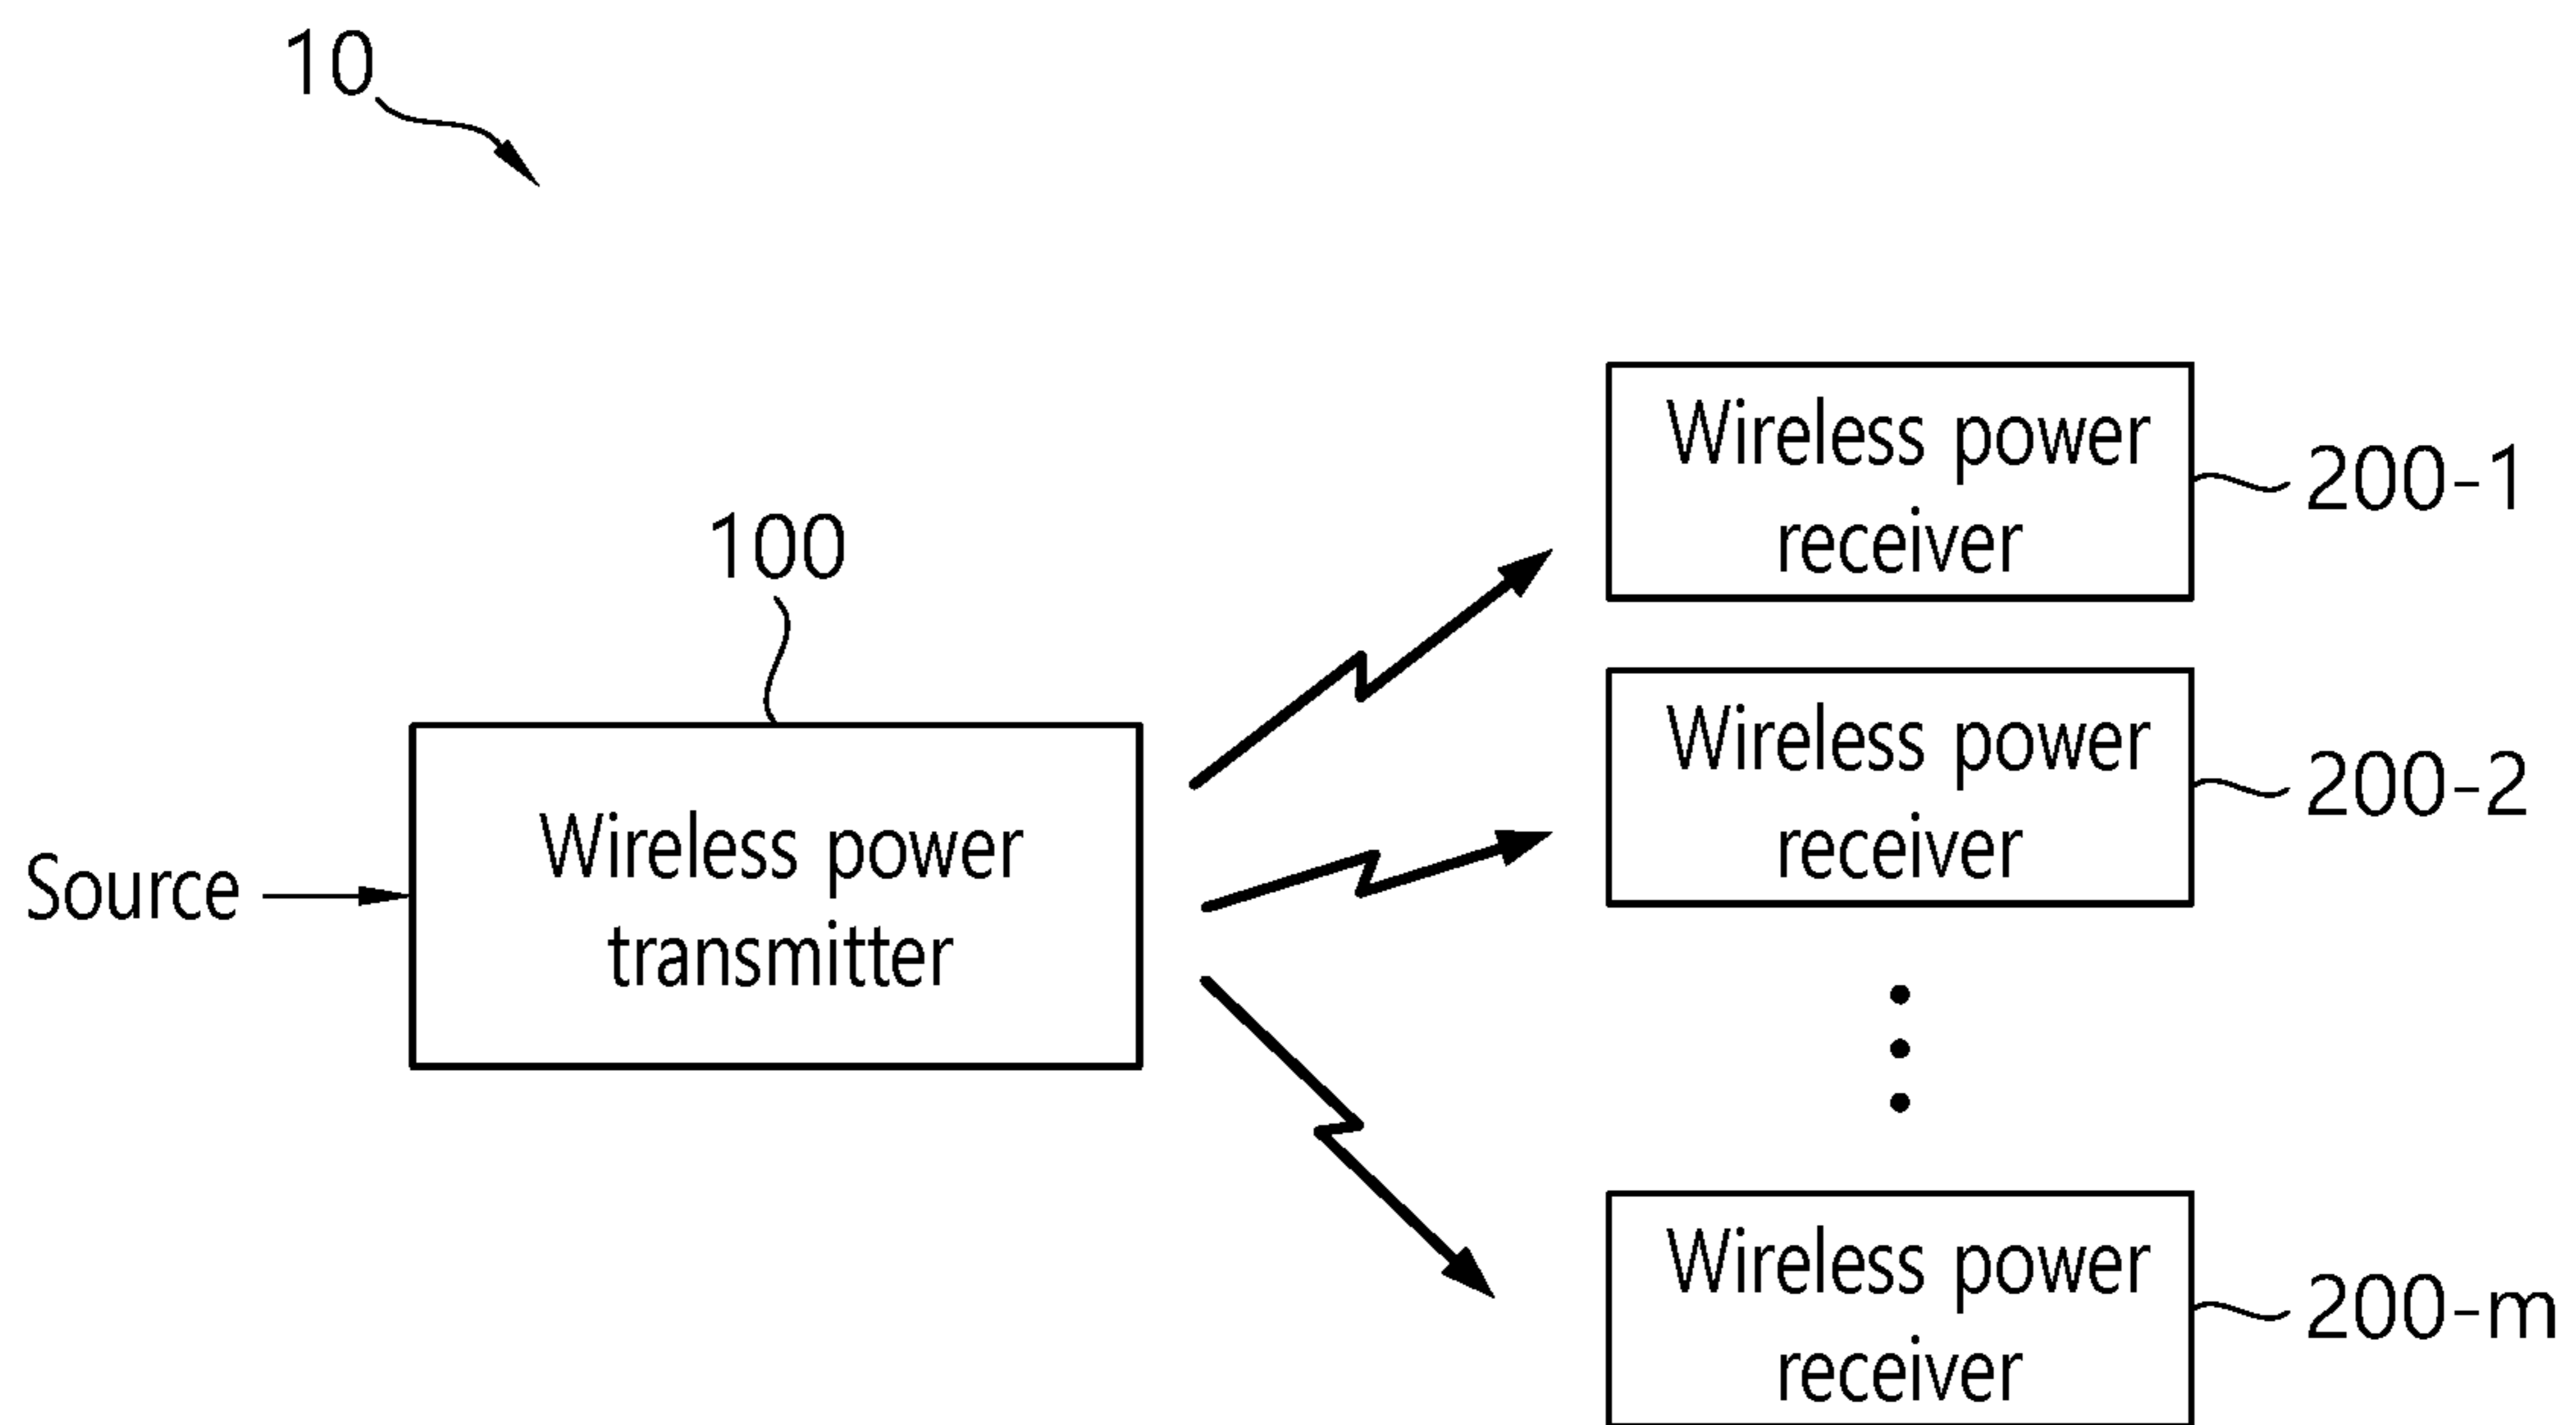 10
Wireless power
receiver
200-1
100
Wireless power
receiver
200-2
Source
Wireless power
transmitter
Wireless power
receiver
200-m